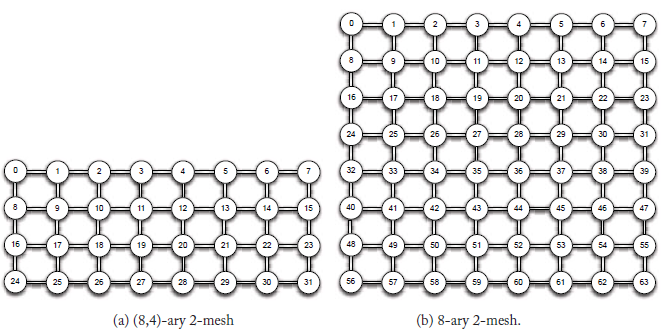 0 1 2 3 4 5 6 7
8 9 10 11 12 13 14 15
16 17 18 19 20 21 22 23
24 25 26 27 28 29 30 31
(a) (8,4)-ary 2-mesh
0 1 2 3 4 5 6 7
8 9 10 11 12 13 14 15
16 17 18 19 20 21 22 23
24 25 26 27 28 29 30 31
32 33 34 35 36 37 38 39
40 41 42 43 44 45 46 47
48 49 50 51 52 53 54 55
56 57 58 59 60 61 62 63
(b) 8-ary 2-mesh.